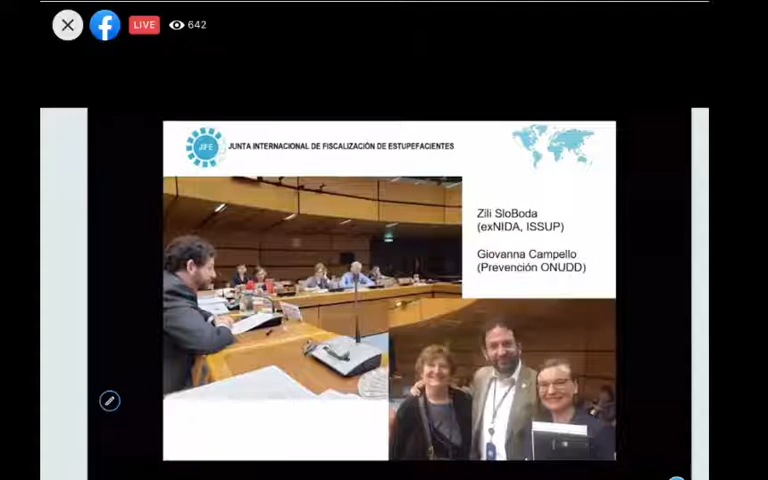 LIVE
642
JIFE
JUNTA INTERNACIONAL DE FISCALIZACIÓN DE ESTUPEFACIENTES
Zili SloBoda
(exNIDA, ISSUP)
Giovanna Campello
(Prevención ONUDD)